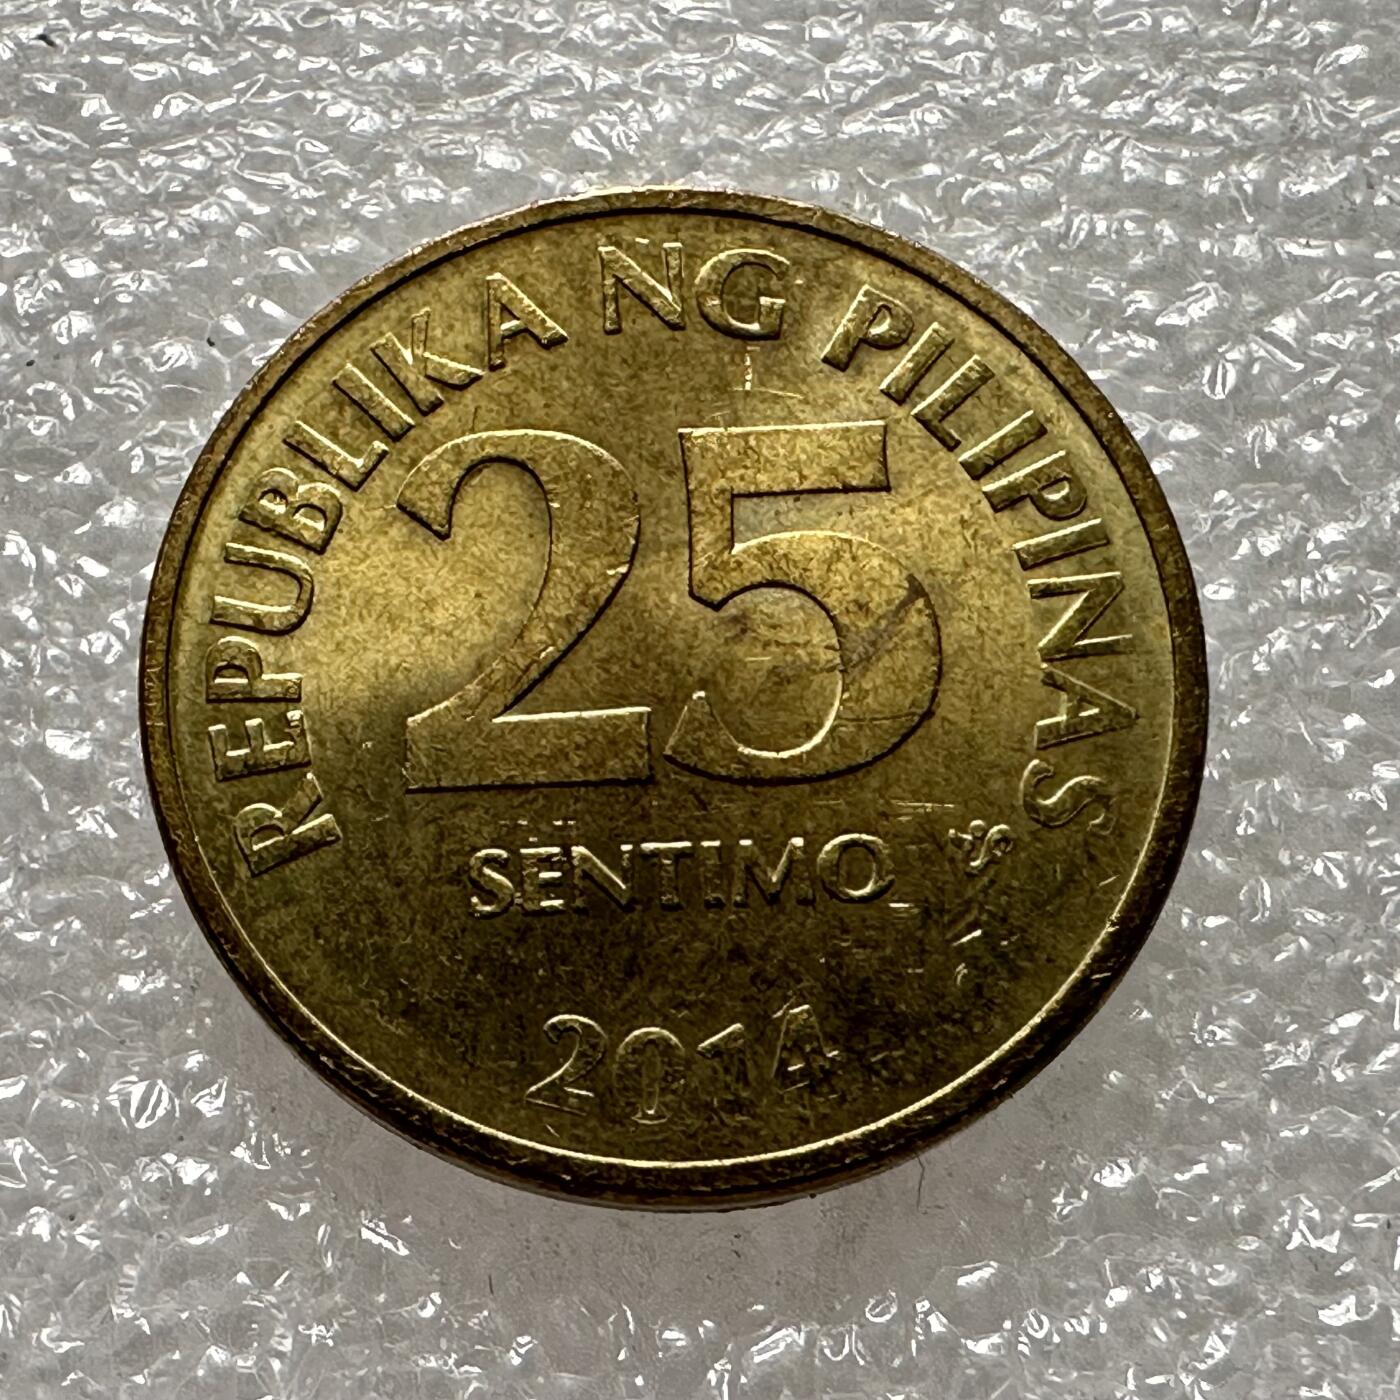 REPUBLIKA NG PILIPINAS
25
SENTIMO
2014